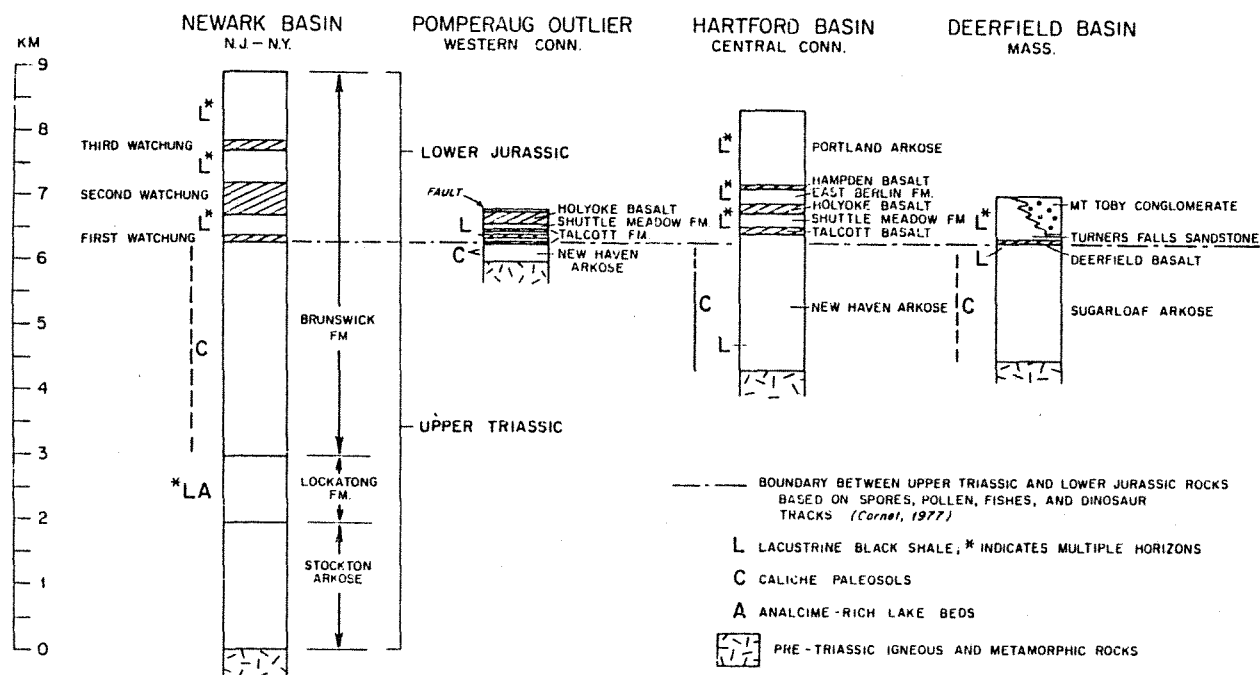 NEWARK BASIN
N.J. – N.Y.
POMPERAUG OUTLIER
WESTERN CONN.
HARTFORD BASIN
CENTRAL CONN.
DEERFIELD BASIN
MASS.
KM
9
8
7
6
5
4
3
2
1
0
L*
THIRD WATCHUNG
L*
SECOND WATCHUNG
L*
FIRST WATCHUNG
C
*LA
BRUNSWICK
FM
LOCKATONG
FM.
STOCKTON
ARKOSE
LOWER JURASSIC
UPPER TRIASSIC
FAULT
HOLYOKE BASALT
SHUTTLE MEADOW FM.
L
TALCOTT FM.
C
NEW HAVEN
ARKOSE
L*
PORTLAND ARKOSE
HAMPDEN BASALT
L*
EAST BERLIN FM.
HOLYOKE BASALT
L*
SHUTTLE MEADOW FM
TALCOTT BASALT
C
NEW HAVEN ARKOSE
L
L*
MT TOBY CONGLOMERATE
TURNERS FALLS SANDSTONE
L
DEERFIELD BASALT
C
SUGARLOAF ARKOSE
BOUNDARY BETWEEN UPPER TRIASSIC AND LOWER JURASSIC ROCKS
BASED ON SPORES, POLLEN, FISHES, AND DINOSAUR
TRACKS (Cornet, 1977)
L LACUSTRINE BLACK SHALE; * INDICATES MULTIPLE HORIZONS
C CALICHE PALEOSOLS
A ANALCIME-RICH LAKE BEDS
PRE-TRIASSIC IGNEOUS AND METAMORPHIC ROCKS